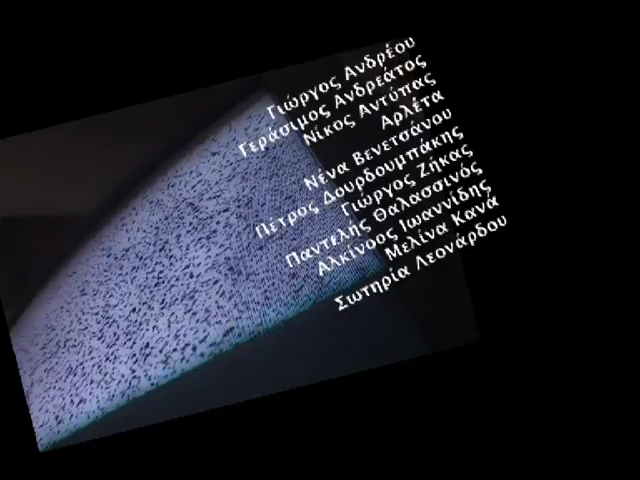 Γιώργος Ανδρέου
Γεράσιμος Ανδρεάτος
Νίκος Αντύπας
Αρλέτα
Νένα Βενετσάνου
Πέτρος Δουρδουμπάκης
Γιώργος Ζήκας
Παντελής Θαλασσινός
Αλκίνοος Ιωαννίδης
Μελίνα Κανά
Σωτηρία Λεονάρδου